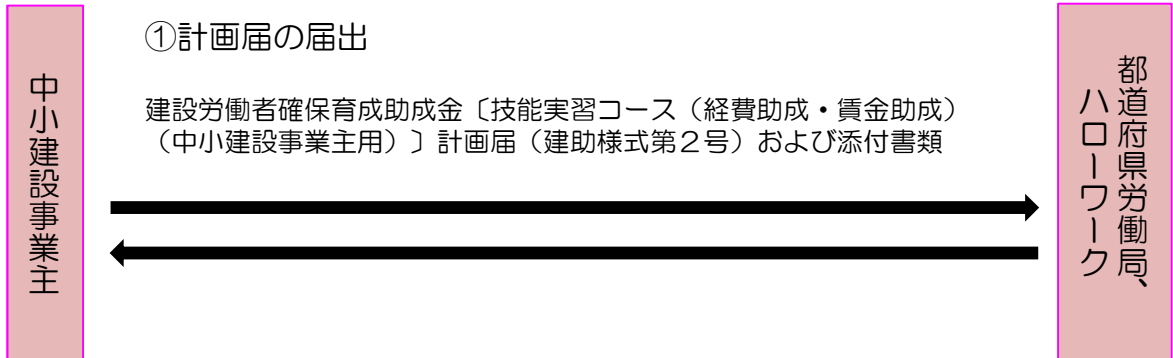 中小建設事業主
①計画届の届出
建設労働者確保育成助成金〔技能実習コース（経費助成・賃金助成）
（中小建設事業主用）〕計画届（建助様式第２号）および添付書類
都道府県労働局、
ハローワーク